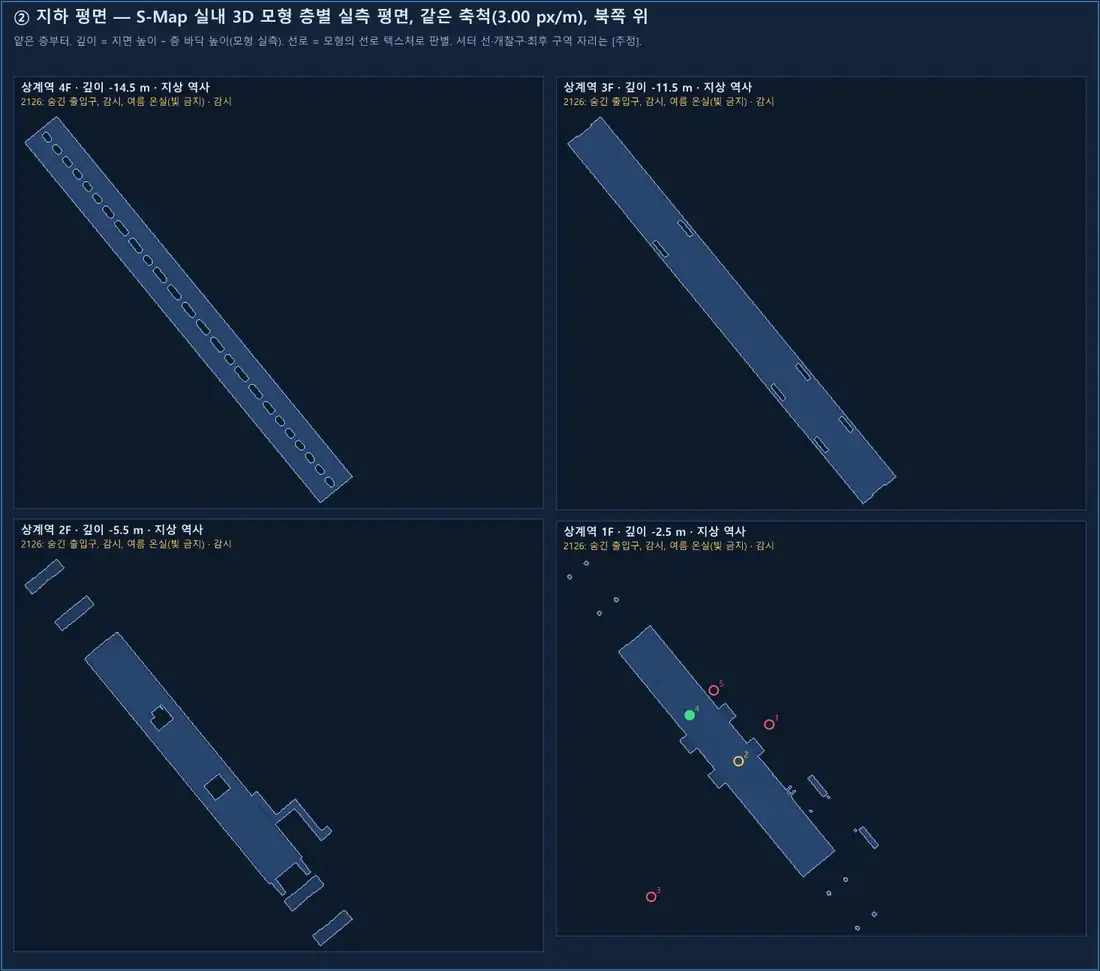 ② 지하 평면 — S-Map 실내 3D 모형 층별 실측 평면, 같은 축척(3.00 px/m), 북쪽 위
얕은 층부터. 깊이 = 지면 높이 − 층 바닥 높이(모형 실측). 선로 = 모형의 선로 텍스처로 판별. 셔터 선·개찰구·최후 구역 자리는 [추정].
상계역 4F · 깊이 -14.5 m · 지상 역사
2126: 숨긴 출입구, 감시, 여름 온실(빛 금지) · 감시
상계역 3F · 깊이 -11.5 m · 지상 역사
2126: 숨긴 출입구, 감시, 여름 온실(빛 금지) · 감시
상계역 2F · 깊이 -5.5 m · 지상 역사
2126: 숨긴 출입구, 감시, 여름 온실(빛 금지) · 감시
상계역 1F · 깊이 -2.5 m · 지상 역사
2126: 숨긴 출입구, 감시, 여름 온실(빛 금지) · 감시
5
4
1
2
3